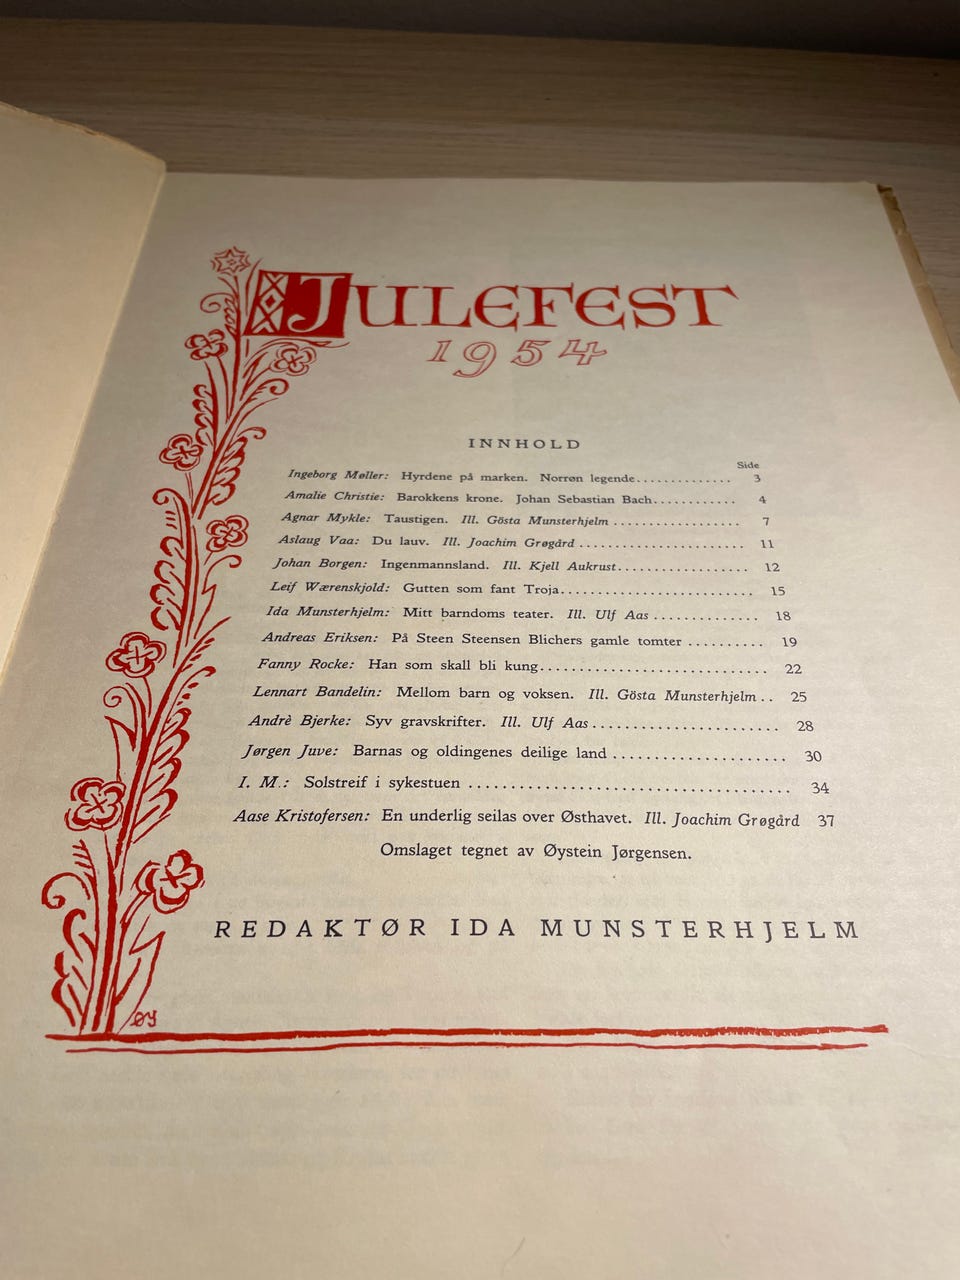 JULEFEST
1954
INNHOLD
Side
Ingeborg Møller: Hyrdene på marken. Norrøn legende.............. 3
Amalie Christie: Barokkens krone. Johan Sebastian Bach............ 4
Agnar Mykle: Taustigen. Ill. Gösta Munsterhjelm .................. 7
Aslaug Vaa: Du lauv. Ill. Joachim Grøgård ........................ 11
Johan Borgen: Ingenmannsland. Ill. Kjell Aukrust.................. 12
Leif Wærenskjold: Gutten som fant Troja........................... 15
Ida Munsterhjelm: Mitt barndoms teater. Ill. Ulf Aas .............. 18
Andreas Eriksen: På Steen Steensen Blichers gamle tomter .......... 19
Fanny Rocke: Han som skall bli kung............................... 22
Lennart Bandelin: Mellom barn og voksen. Ill. Gösta Munsterhjelm .. 25
Andrè Bjerke: Syv gravskrifter. Ill. Ulf Aas ....................... 28
Jørgen Juve: Barnas og oldingenes deilige land .................... 30
I. M.: Solstreif i sykestuen ..................................... 34
Aase Kristofersen: En underlig seilas over Østhavet. Ill. Joachim Grøgård 37
Omslaget tegnet av Øystein Jørgensen.
REDAKTØR IDA MUNSTERHJELM
ØJ